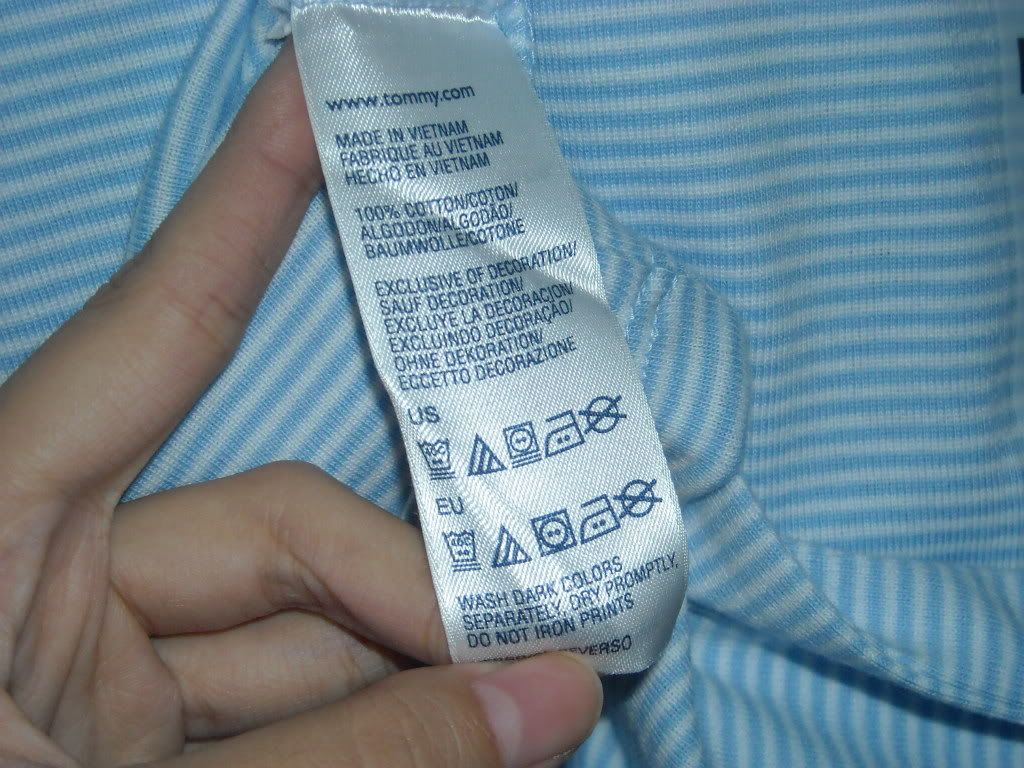 www.tommy.com
MADE IN VIETNAM
FABRIQUE AU VIETNAM
HECHO EN VIETNAM
100% COTTON/COTON/
ALGODON/ALGODÃO/
BAUMWOLLE/COTONE
EXCLUSIVE OF DECORATION/
SAUF DECORATION/
EXCLUYE LA DECORACION/
EXCLUINDO DECORAÇÃO/
OHNE DEKORATION/
ECCETTO DECORAZIONE
US
EU
WASH DARK COLORS
SEPARATELY, DRY PROMPTLY,
DO NOT IRON PRINTS